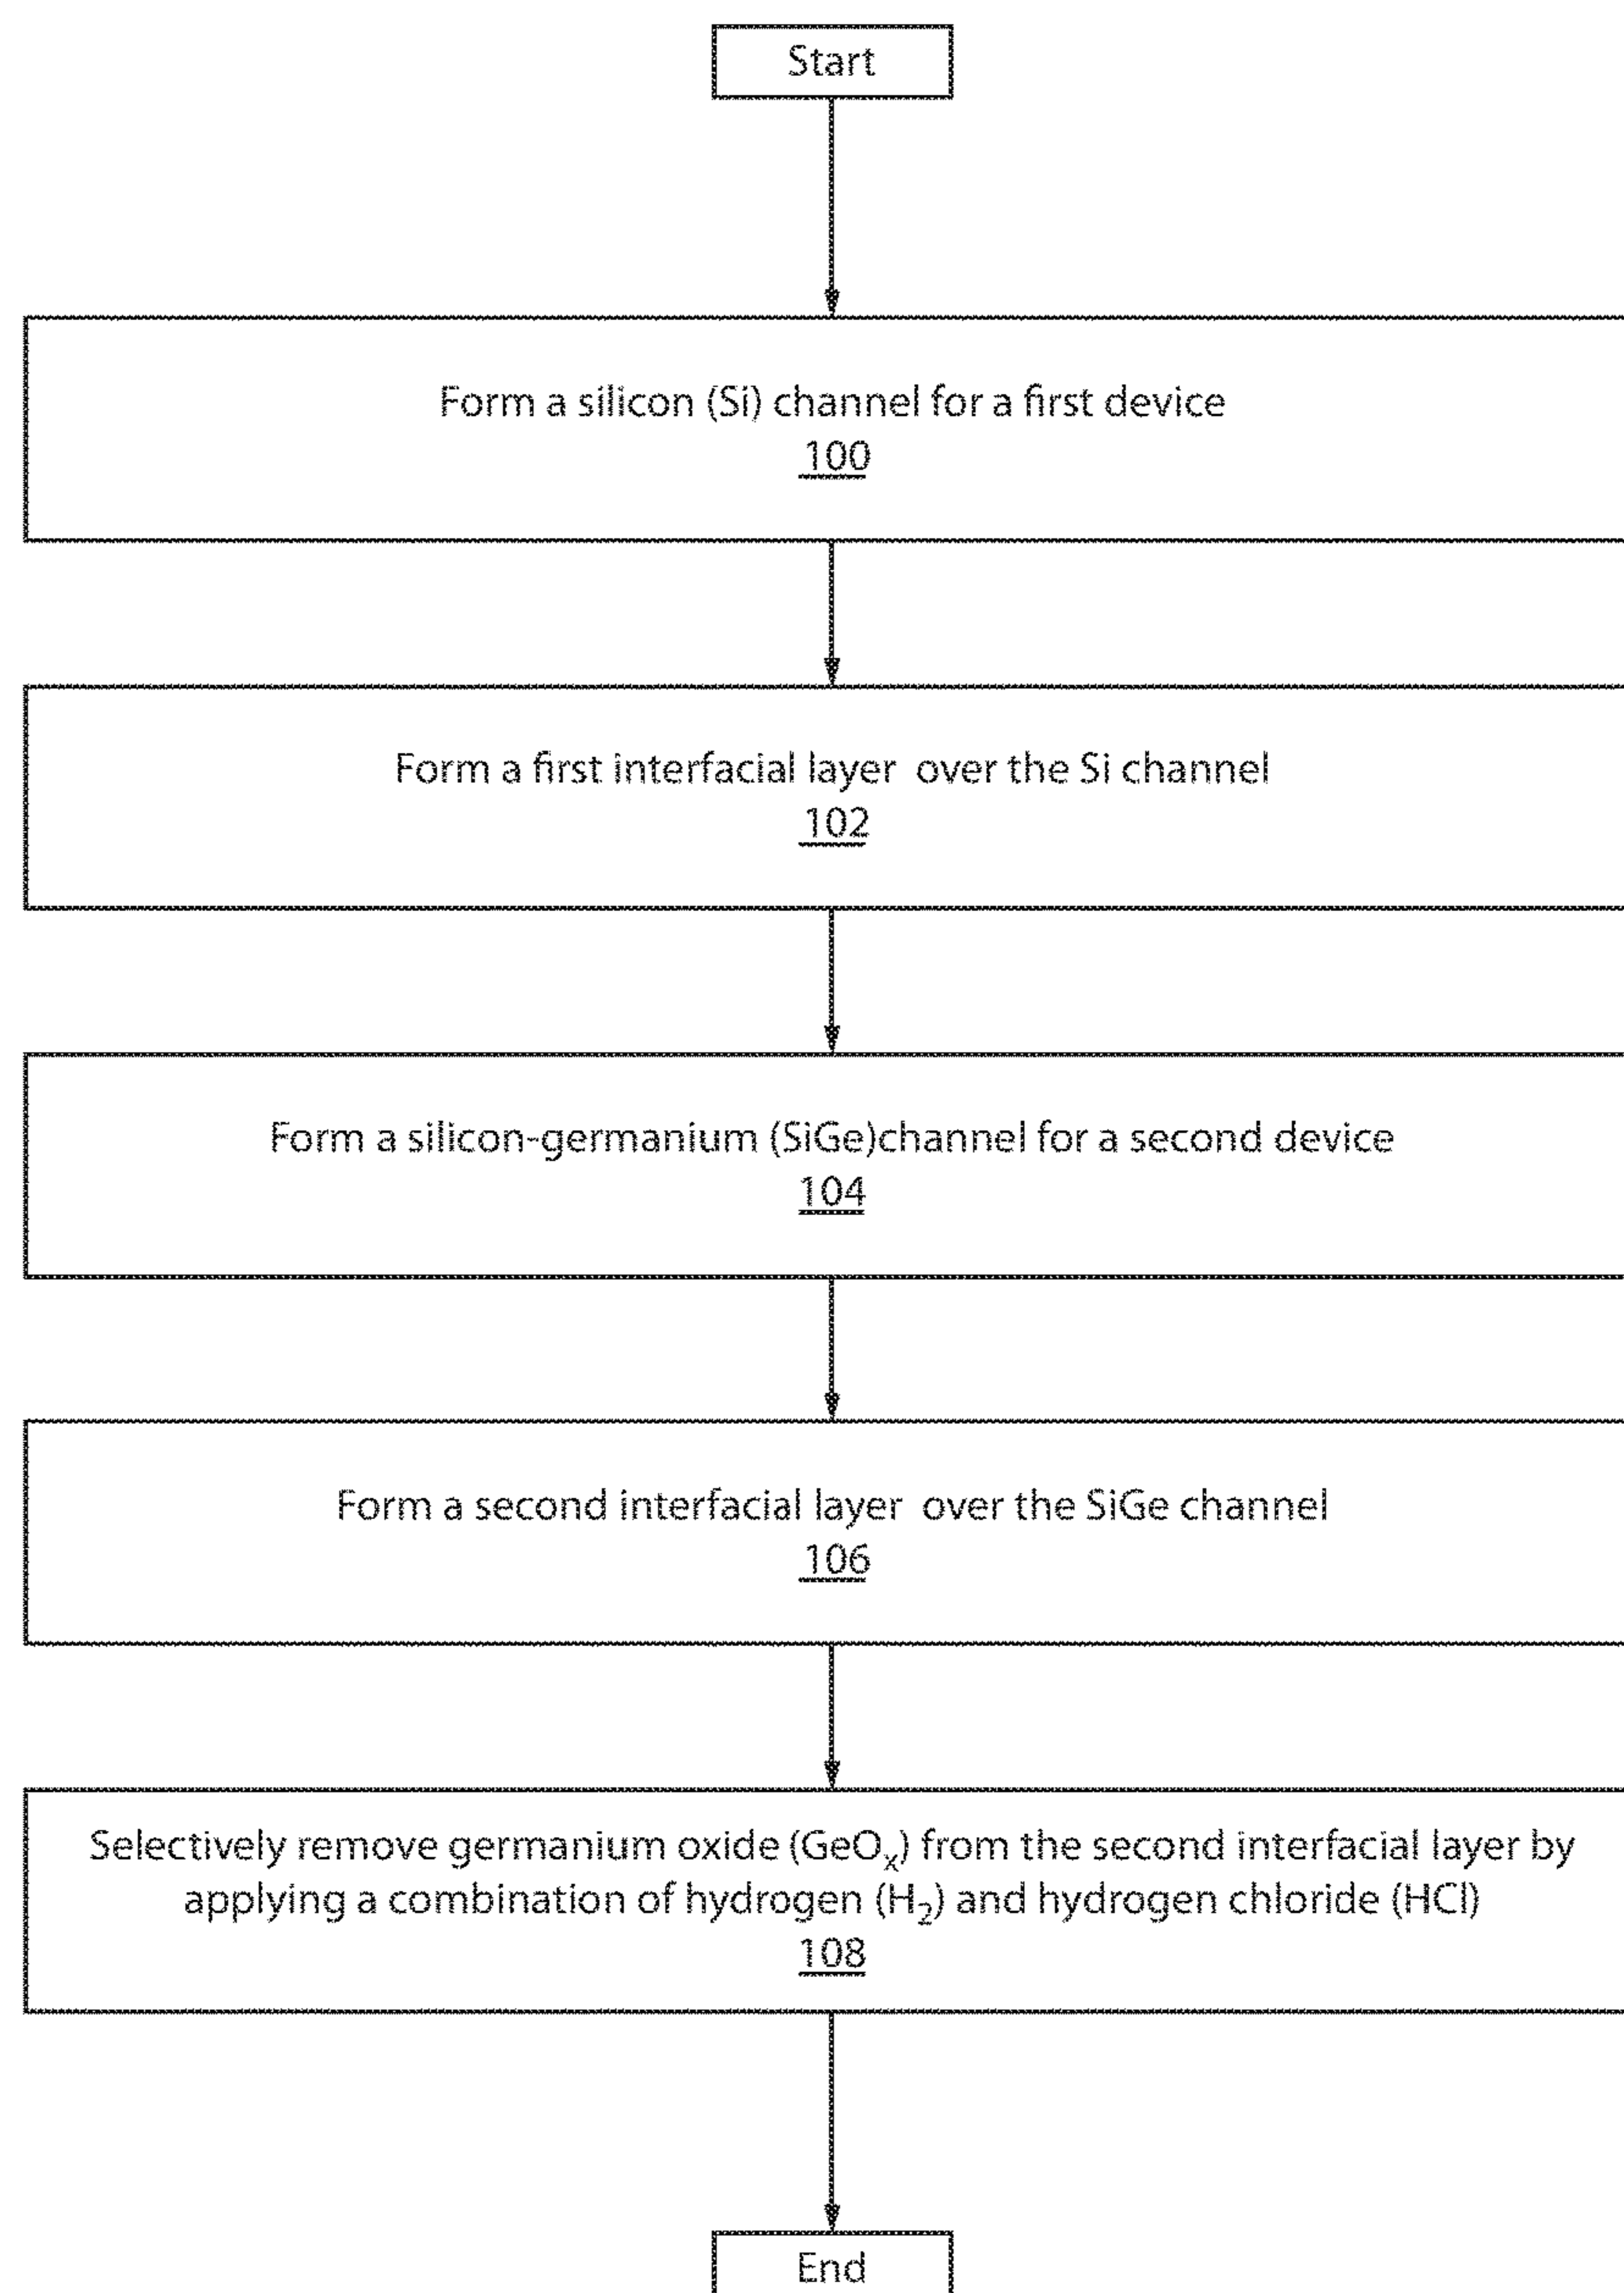 Start
Form a silicon (Si) channel for a first device
100
Form a first interfacial layer over the Si channel
102
Form a silicon-germanium (SiGe)channel for a second device
104
Form a second interfacial layer over the SiGe channel
106
Selectively remove germanium oxide (GeOₓ) from the second interfacial layer by
applying a combination of hydrogen (H₂) and hydrogen chloride (HCl)
108
End